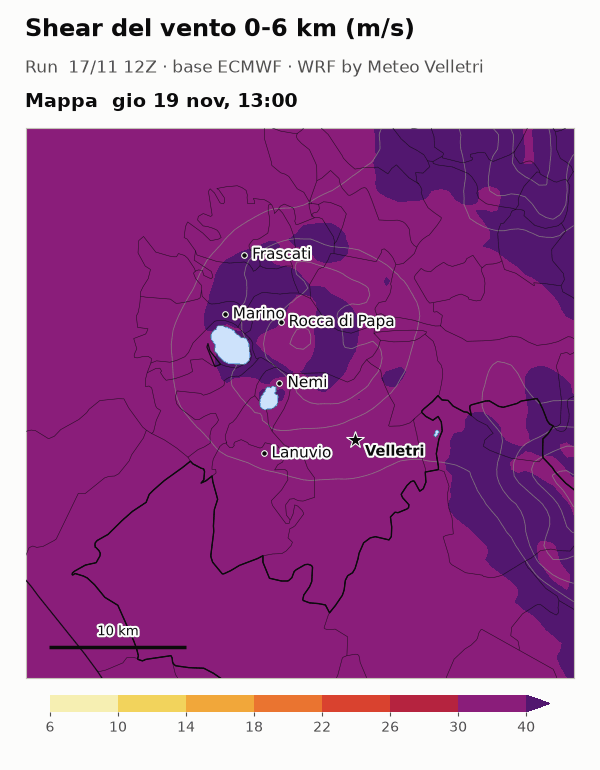 Shear del vento 0-6 km (m/s)
Run  17/11 12Z · base ECMWF · WRF by Meteo Velletri
Mappa  gio 19 nov, 13:00
Frascati
Marino
Rocca di Papa
Nemi
Lanuvio
Velletri
10 km
6 10 14 18 22 26 30 40